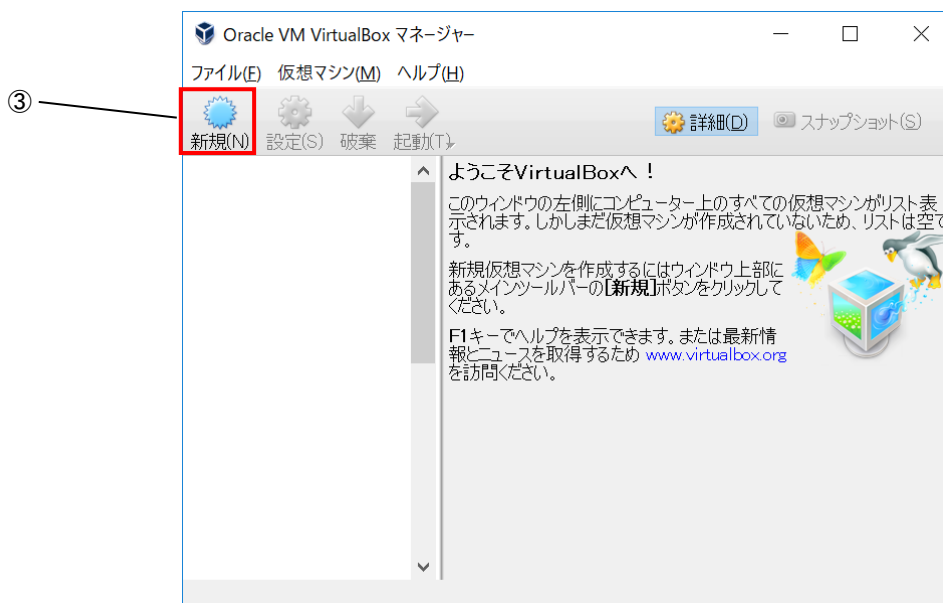 Oracle VM VirtualBox マネージャー
ファイル(F) 仮想マシン(M) ヘルプ(H)
③
新規(N) 設定(S) 破棄 起動(T) 詳細(D) スナップショット(S)
ようこそVirtualBoxへ！
このウィンドウの左側にコンピューター上のすべての仮想マシンがリスト表
示されます。しかしまだ仮想マシンが作成されていないため、リストは空で
す。
新規仮想マシンを作成するにはウィンドウ上部に
あるメインツールバーの[新規]ボタンをクリックして
ください。
F1キーでヘルプを表示できます。または最新情
報とニュースを取得するため www.virtualbox.org
を訪問ください。